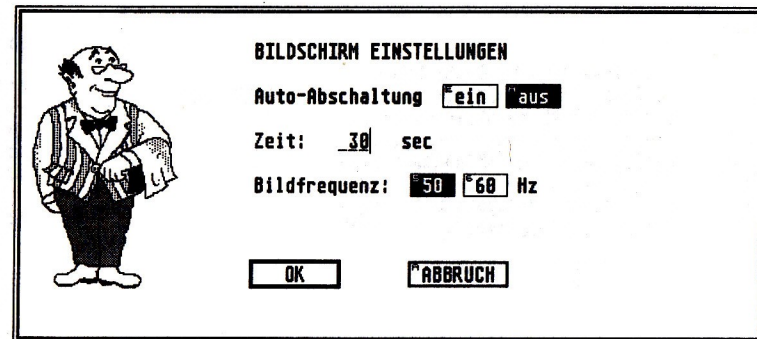 BILDSCHIRM EINSTELLUNGEN
Auto-Abschaltung ein aus
Zeit: _30 sec
Bildfrequenz: 50 60 Hz
OK ABBRUCH